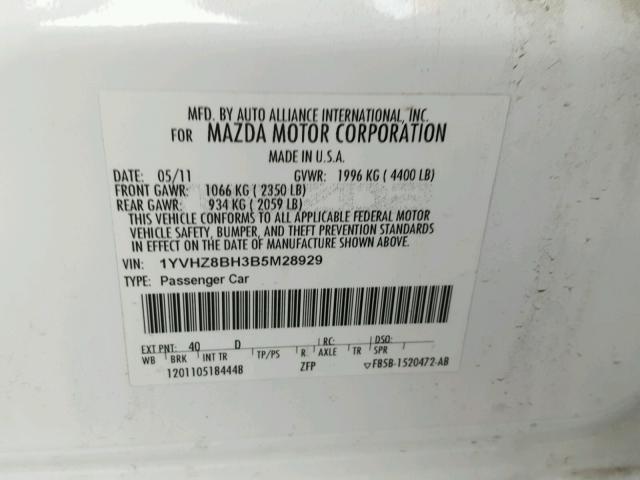 MFD. BY AUTO ALLIANCE INTERNATIONAL, INC.
FOR MAZDA MOTOR CORPORATION
MADE IN U.S.A.
DATE: 05/11 GVWR: 1996 KG ( 4400 LB)
FRONT GAWR: 1066 KG ( 2350 LB)
REAR GAWR: 934 KG ( 2059 LB)
THIS VEHICLE CONFORMS TO ALL APPLICABLE FEDERAL MOTOR
VEHICLE SAFETY, BUMPER, AND THEFT PREVENTION STANDARDS
IN EFFECT ON THE DATE OF MANUFACTURE SHOWN ABOVE.
VIN: 1YVHZ8BH3B5M28929
TYPE: Passenger Car
EXT PNT: 40 D RC: DSO:
WB BRK INT TR TP/PS R AXLE TR SPR
12011051844​4B ZFP F85B-1520472-AB